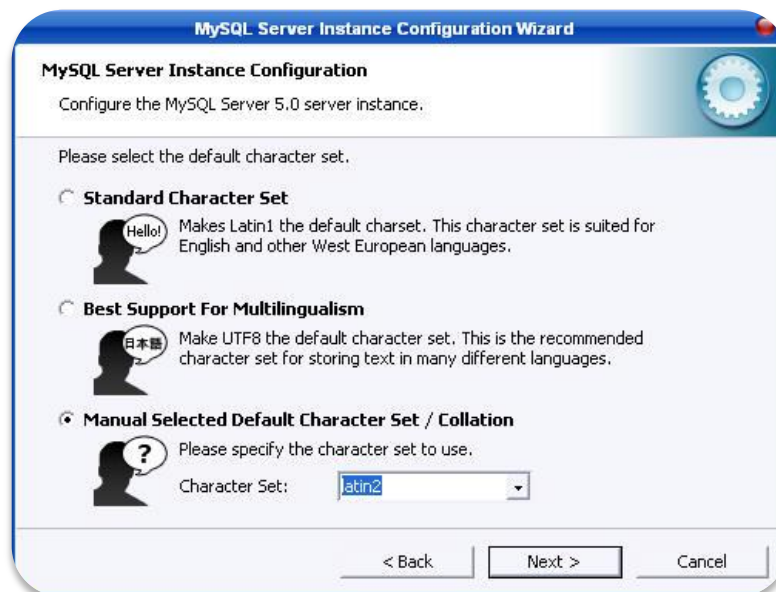 MySQL Server Instance Configuration Wizard
MySQL Server Instance Configuration
Configure the MySQL Server 5.0 server instance.
Please select the default character set.
Standard Character Set
Hello!
Makes Latin1 the default charset. This character set is suited for
English and other West European languages.
Best Support For Multilingualism
日本語
Make UTF8 the default character set. This is the recommended
character set for storing text in many different languages.
Manual Selected Default Character Set / Collation
?
Please specify the character set to use.
Character Set: latin2
< Back Next > Cancel